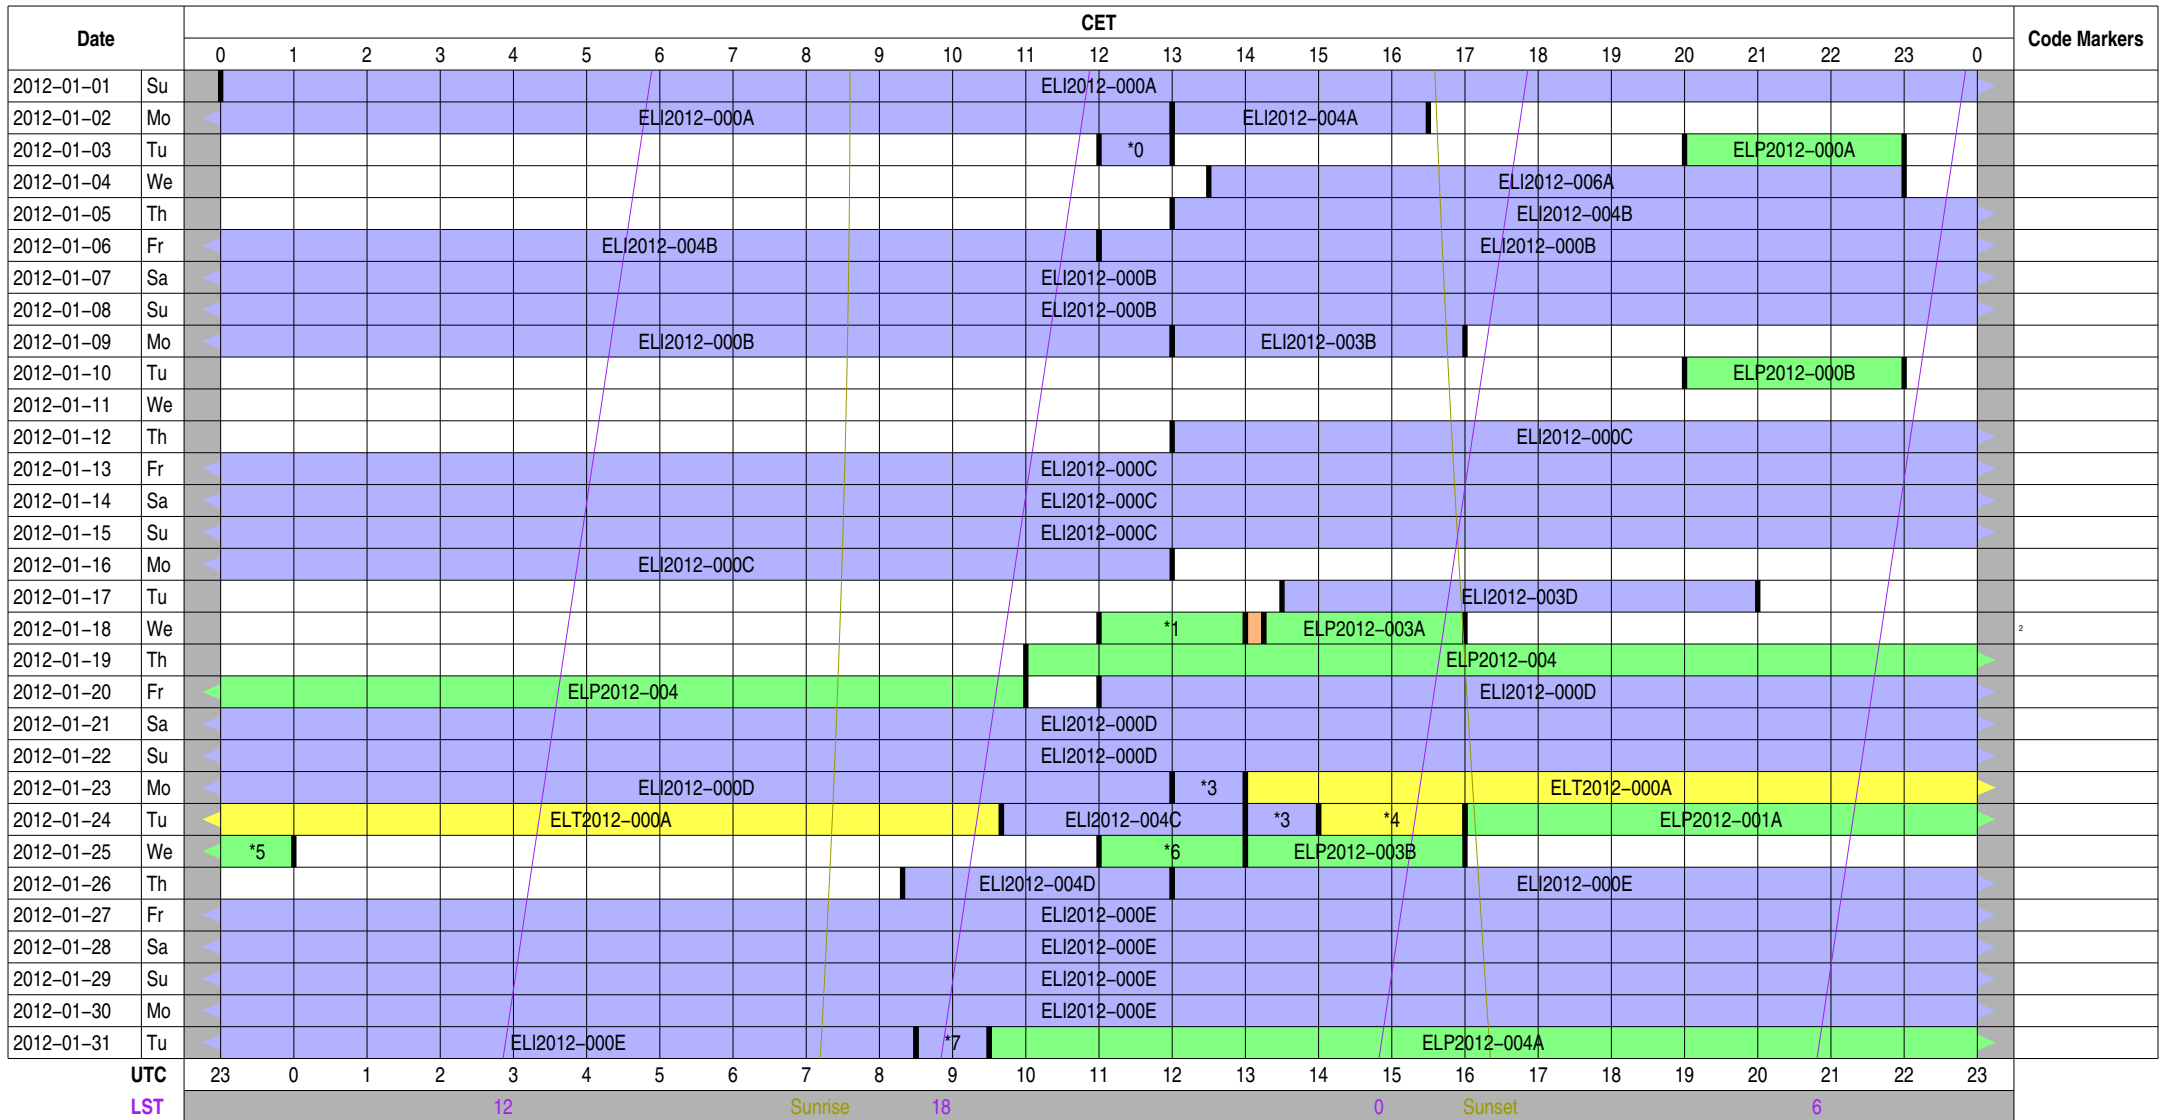 Date CET Code Markers
0 1 2 3 4 5 6 7 8 9 10 11 12 13 14 15 16 17 18 19 20 21 22 23 0
2012-01-01 Su ELI2012-000A
2012-01-02 Mo ELI2012-000A ELI2012-004A
2012-01-03 Tu *0 ELP2012-000A
2012-01-04 We ELI2012-006A
2012-01-05 Th ELI2012-004B
2012-01-06 Fr ELI2012-004B ELI2012-000B
2012-01-07 Sa ELI2012-000B
2012-01-08 Su ELI2012-000B
2012-01-09 Mo ELI2012-000B ELI2012-003B
2012-01-10 Tu ELP2012-000B
2012-01-11 We
2012-01-12 Th ELI2012-000C
2012-01-13 Fr ELI2012-000C
2012-01-14 Sa ELI2012-000C
2012-01-15 Su ELI2012-000C
2012-01-16 Mo ELI2012-000C
2012-01-17 Tu ELI2012-003D
2012-01-18 We *1 ELP2012-003A 2
2012-01-19 Th ELP2012-004
2012-01-20 Fr ELP2012-004 ELI2012-000D
2012-01-21 Sa ELI2012-000D
2012-01-22 Su ELI2012-000D
2012-01-23 Mo ELI2012-000D *3 ELT2012-000A
2012-01-24 Tu ELT2012-000A ELI2012-004C *3 *4 ELP2012-001A
2012-01-25 We *5 *6 ELP2012-003B
2012-01-26 Th ELI2012-004D ELI2012-000E
2012-01-27 Fr ELI2012-000E
2012-01-28 Sa ELI2012-000E
2012-01-29 Su ELI2012-000E
2012-01-30 Mo ELI2012-000E
2012-01-31 Tu ELI2012-000E *7 ELP2012-004A
UTC 23 0 1 2 3 4 5 6 7 8 9 10 11 12 13 14 15 16 17 18 19 20 21 22 23
LST 12 Sunrise 18 0 Sunset 6